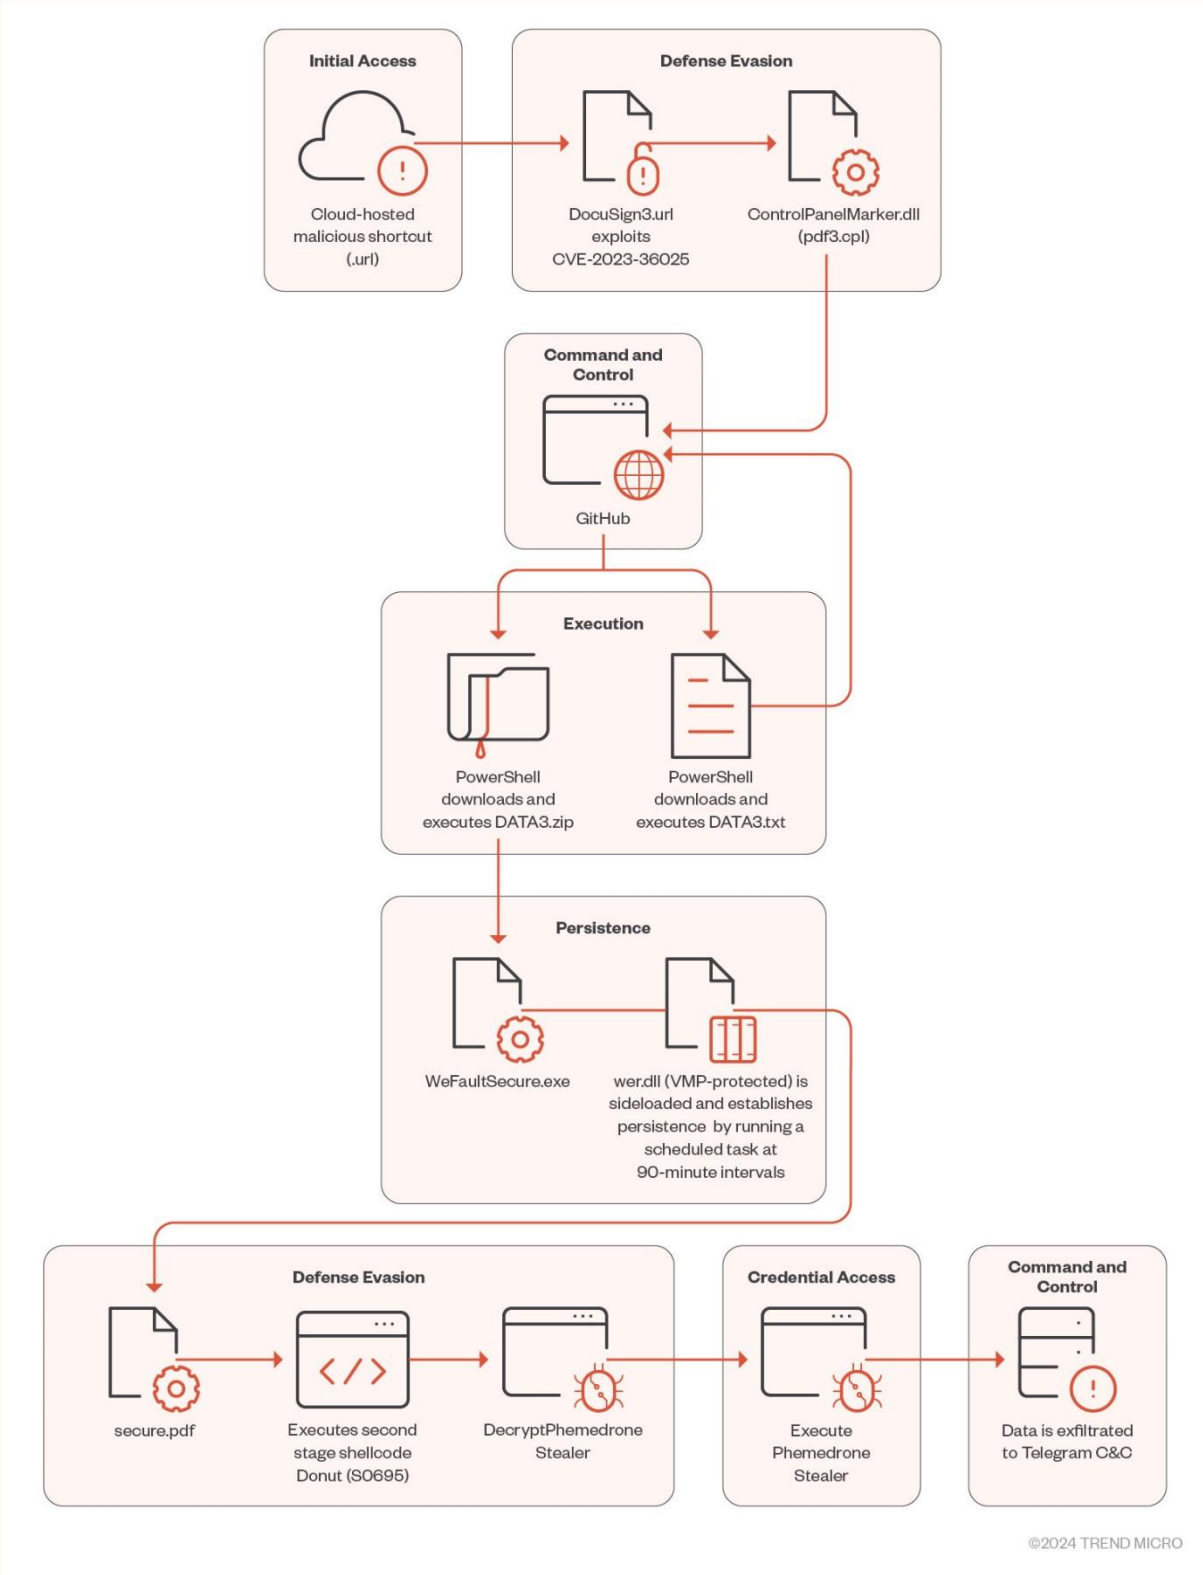 Initial Access
Cloud-hosted
malicious shortcut
(.url)
Defense Evasion
DocuSign3.url
exploits
CVE-2023-36025
ControlPanelMarker.dll
(pdf3.cpl)
Command and
Control
GitHub
Execution
PowerShell
downloads and
executes DATA3.zip
PowerShell
downloads and
executes DATA3.txt
Persistence
WeFaultSecure.exe
wer.dll (VMP-protected) is
sideloaded and establishes
persistence by running a
scheduled task at
90-minute intervals
Defense Evasion
secure.pdf
Executes second
stage shellcode
Donut (S0695)
DecryptPhemedrone
Stealer
Credential Access
Execute
Phemedrone
Stealer
Command and
Control
Data is exfiltrated
to Telegram C&C
©2024 TREND MICRO